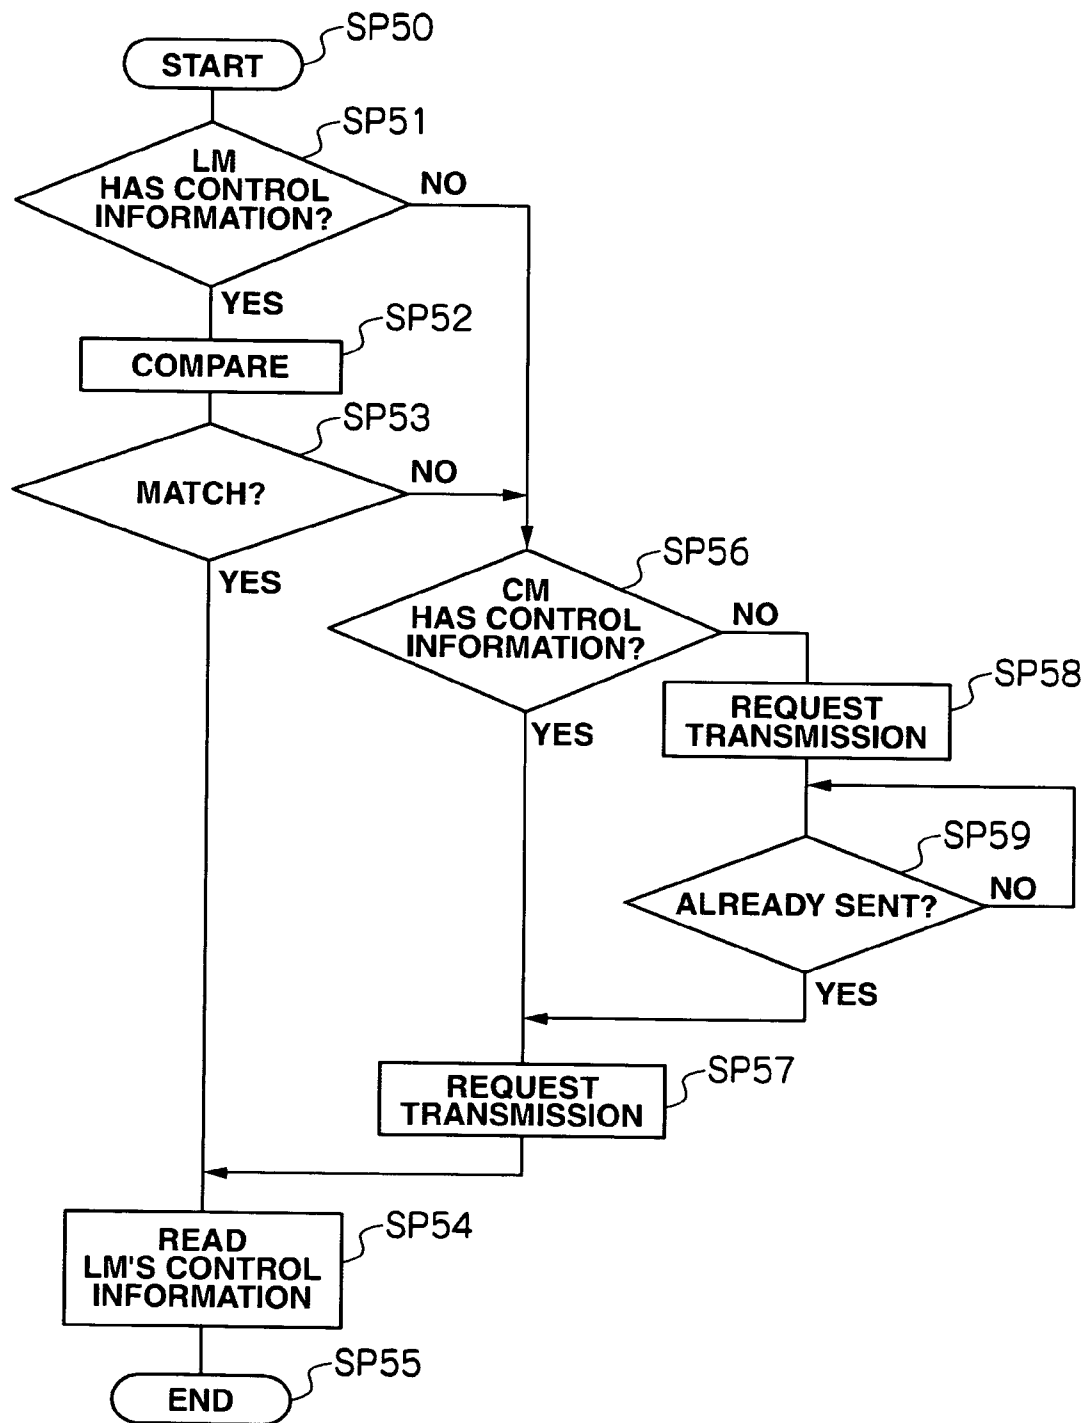 SP50
START
SP51
LM
HAS CONTROL
INFORMATION?
NO
YES
SP52
COMPARE
SP53
MATCH?
NO
YES
SP56
CM
HAS CONTROL
INFORMATION?
NO
YES
SP58
REQUEST
TRANSMISSION
SP59
ALREADY SENT?
NO
YES
SP57
REQUEST
TRANSMISSION
SP54
READ
LM'S CONTROL
INFORMATION
SP55
END